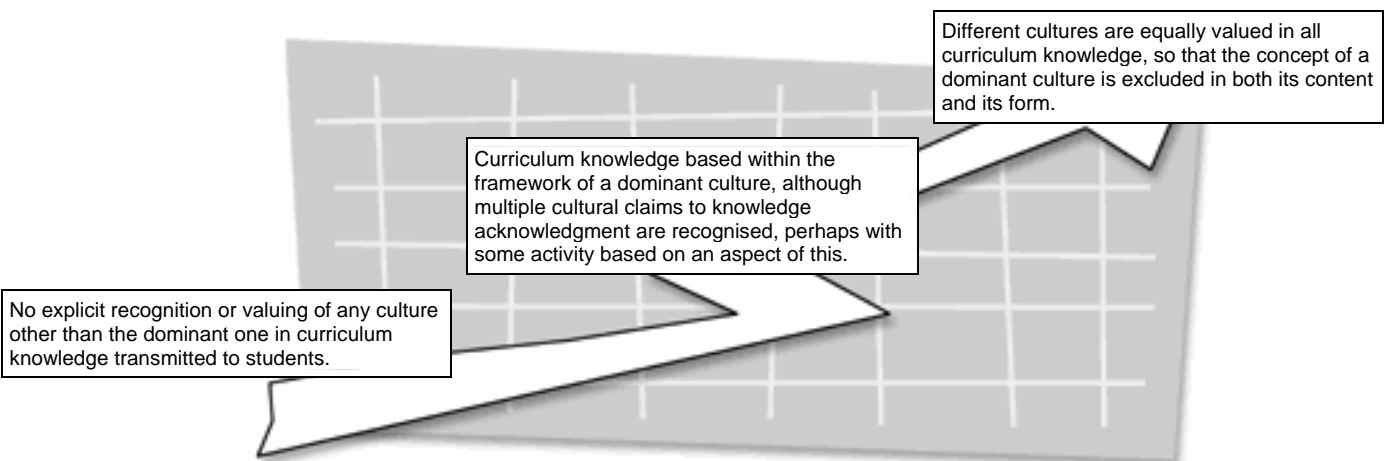 Different cultures are equally valued in all
curriculum knowledge, so that the concept of a
dominant culture is excluded in both its content
and its form.
Curriculum knowledge based within the
framework of a dominant culture, although
multiple cultural claims to knowledge
acknowledgment are recognised, perhaps with
some activity based on an aspect of this.
No explicit recognition or valuing of any culture
other than the dominant one in curriculum
knowledge transmitted to students.